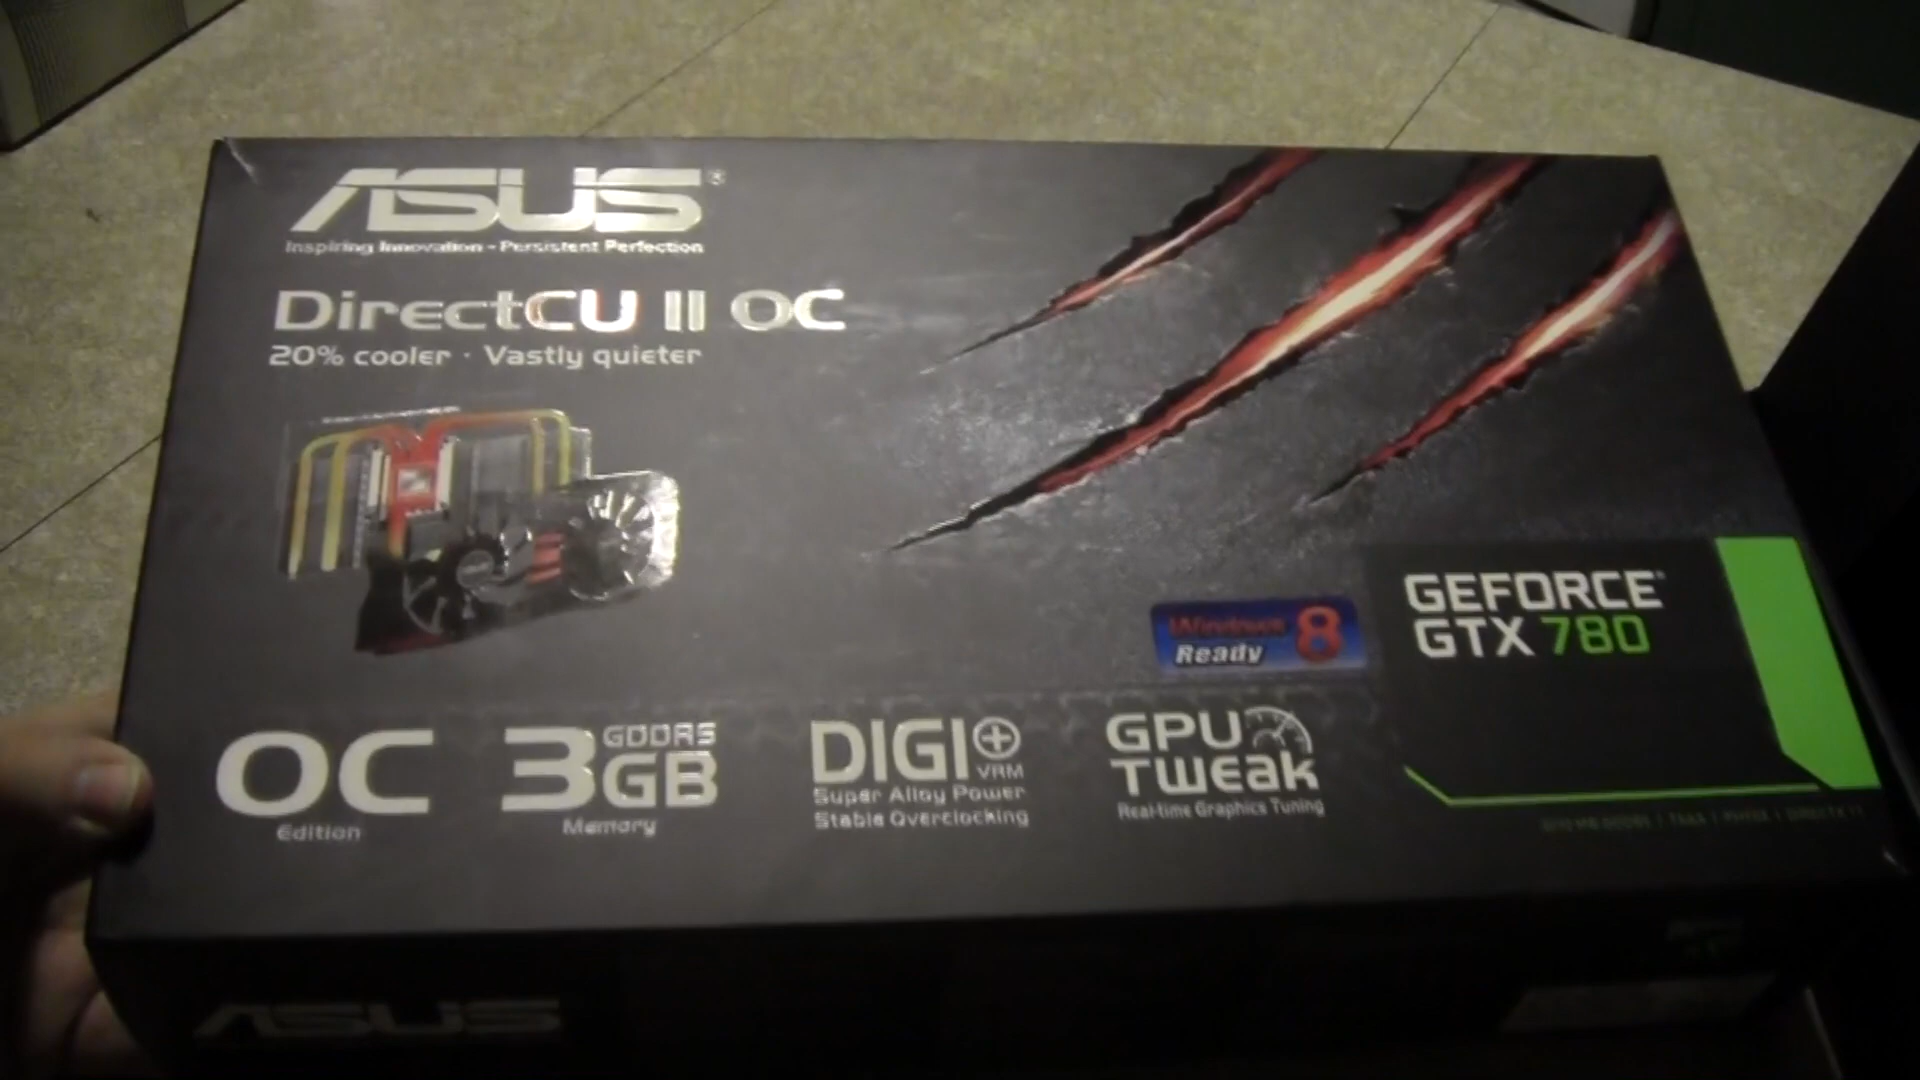 ASUS®
Inspiring Innovation - Persistent Perfection
DirectCU II OC
20% cooler · Vastly quieter
Windows 8
Ready
GEFORCE®
GTX 780
OC
Edition
3GB GDDR5
Memory
DIGI+
VRM
Super Alloy Power
Stable Overclocking
GPU
TWEAK
Real-time Graphics Tuning
ASUS